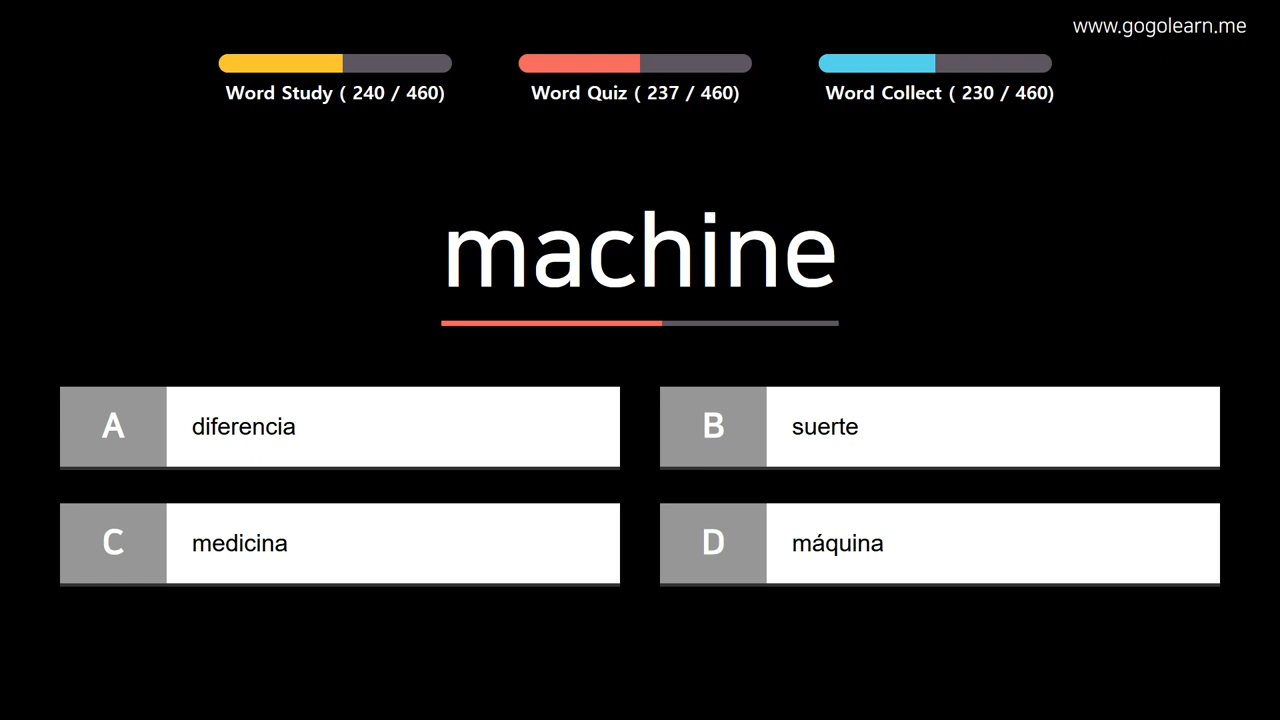 www.gogolearn.me
Word Study ( 240 / 460)
Word Quiz ( 237 / 460)
Word Collect ( 230 / 460)
machine
A diferencia
B suerte
C medicina
D máquina